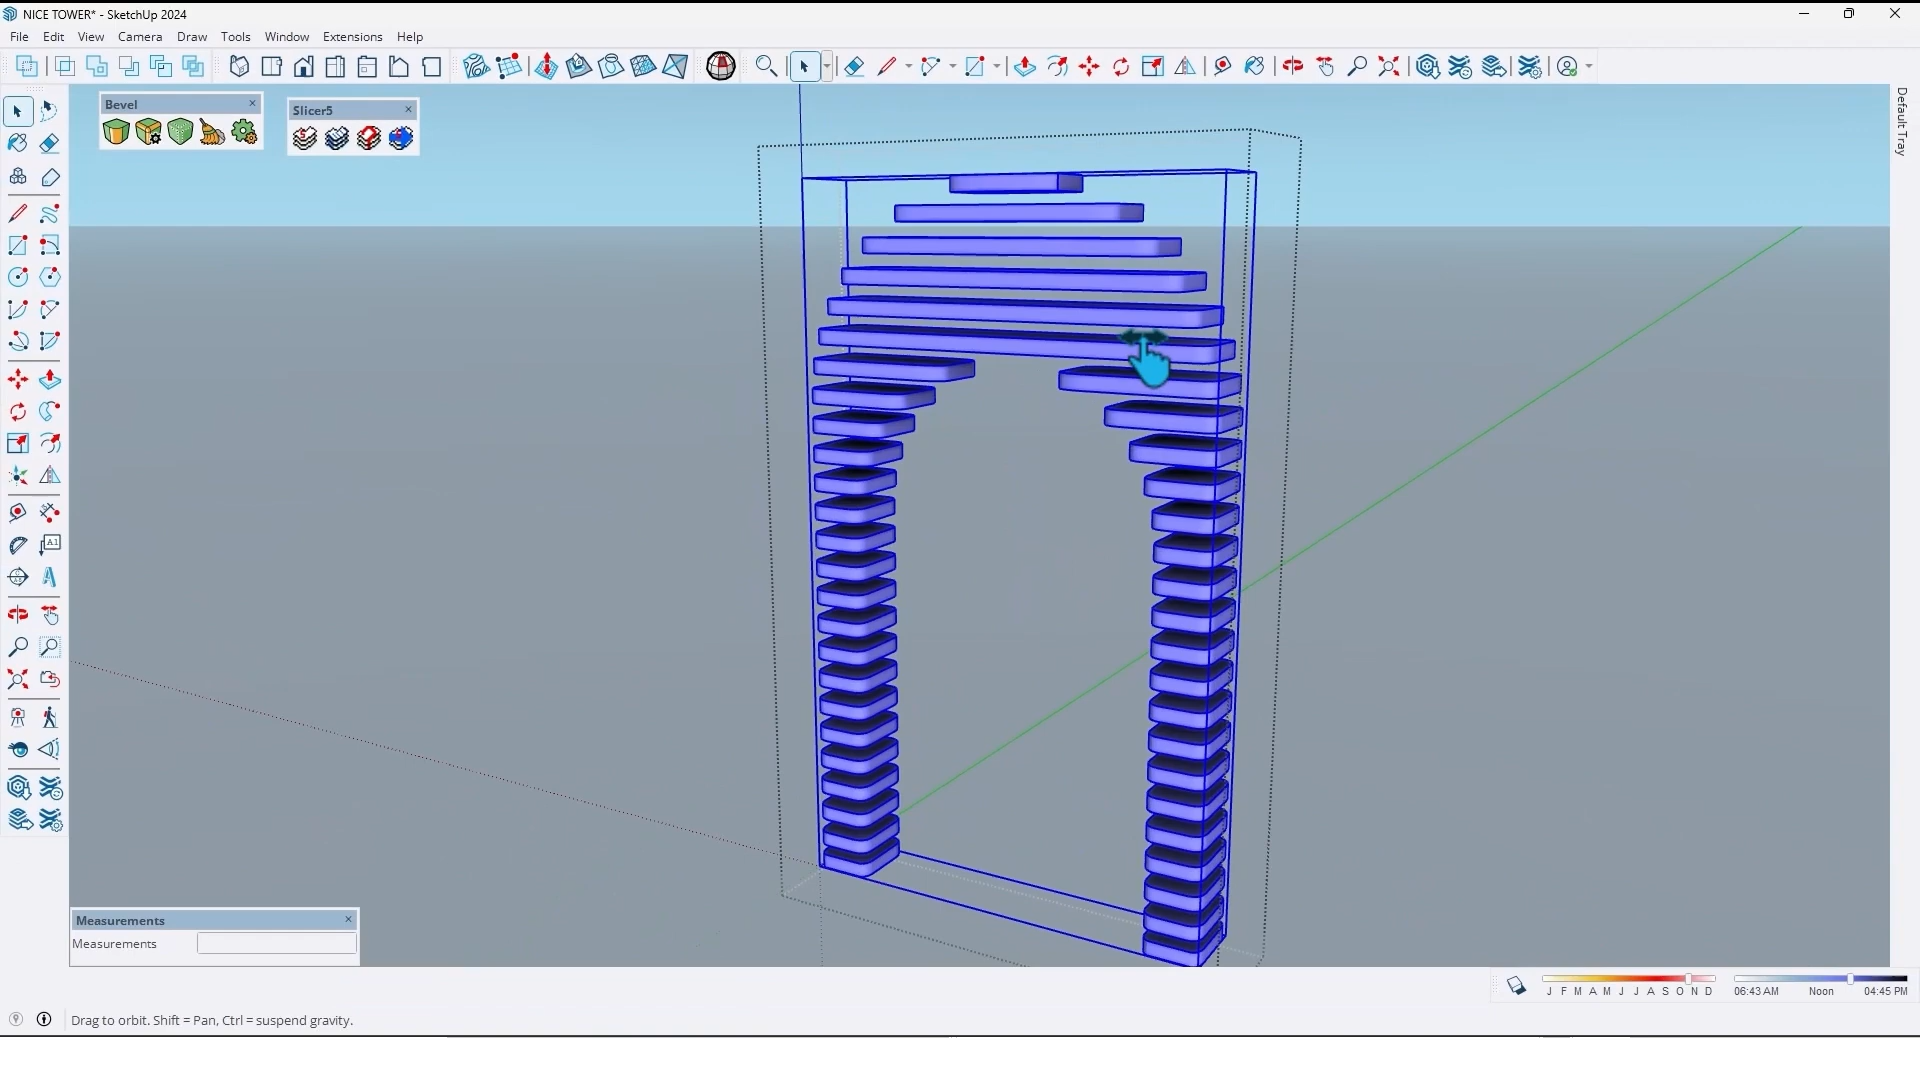 NICE TOWER* - SketchUp 2024
File Edit View Camera Draw Tools Window Extensions Help
Bevel
Slicer5
Default Tray
A1
Measurements
Measurements
J F M A M J J A S O N D
06:43 AM Noon 04:45 PM
Drag to orbit. Shift = Pan, Ctrl = suspend gravity.